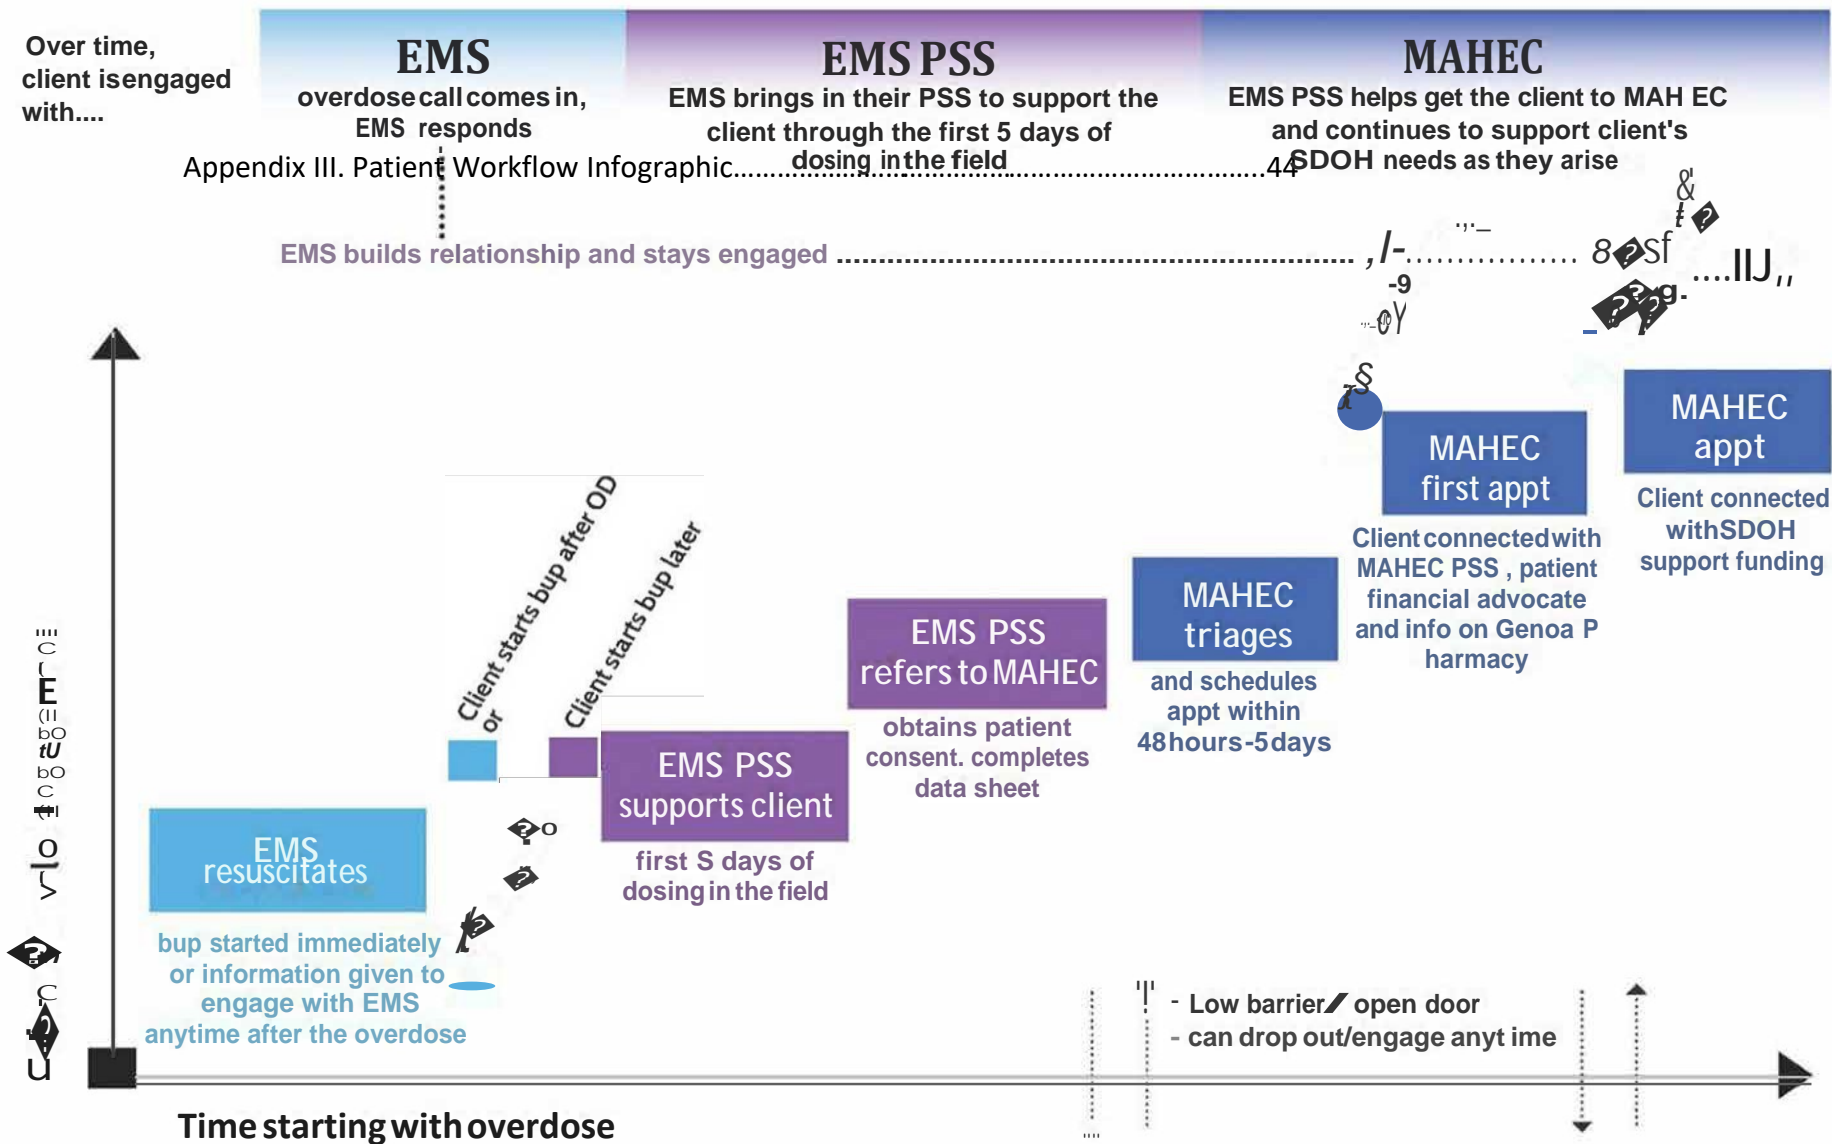 Over time,
client isengaged
with....
EMS
overdose call comes in,
EMS responds
EMS PSS
EMS brings in their PSS to support the
client through the first 5 days of
dosing in the field
MAHEC
EMS PSS helps get the client to MAH EC
and continues to support client's
SDOH needs as they arise
Appendix III. Patient Workflow Infographic............................................................................44
EMS builds relationship and stays engaged
MAHEC
appt
Client connected
withSDOH
support funding
MAHEC
first appt
Client connected with
MAHEC PSS , patient
financial advocate
and info on Genoa P
harmacy
MAHEC
triages
and schedules
appt within
48 hours -5 days
EMS PSS
refers to MAHEC
obtains patient
consent. completes
data sheet
Client starts bup after OD
or
Client starts bup later
EMS PSS
supports client
first S days of
dosing in the field
EMS
resuscitates
bup started immediately
or information given to
engage with EMS
anytime after the overdose
- Low barrier/ open door
- can drop out/engage anyt ime
Time starting with overdose